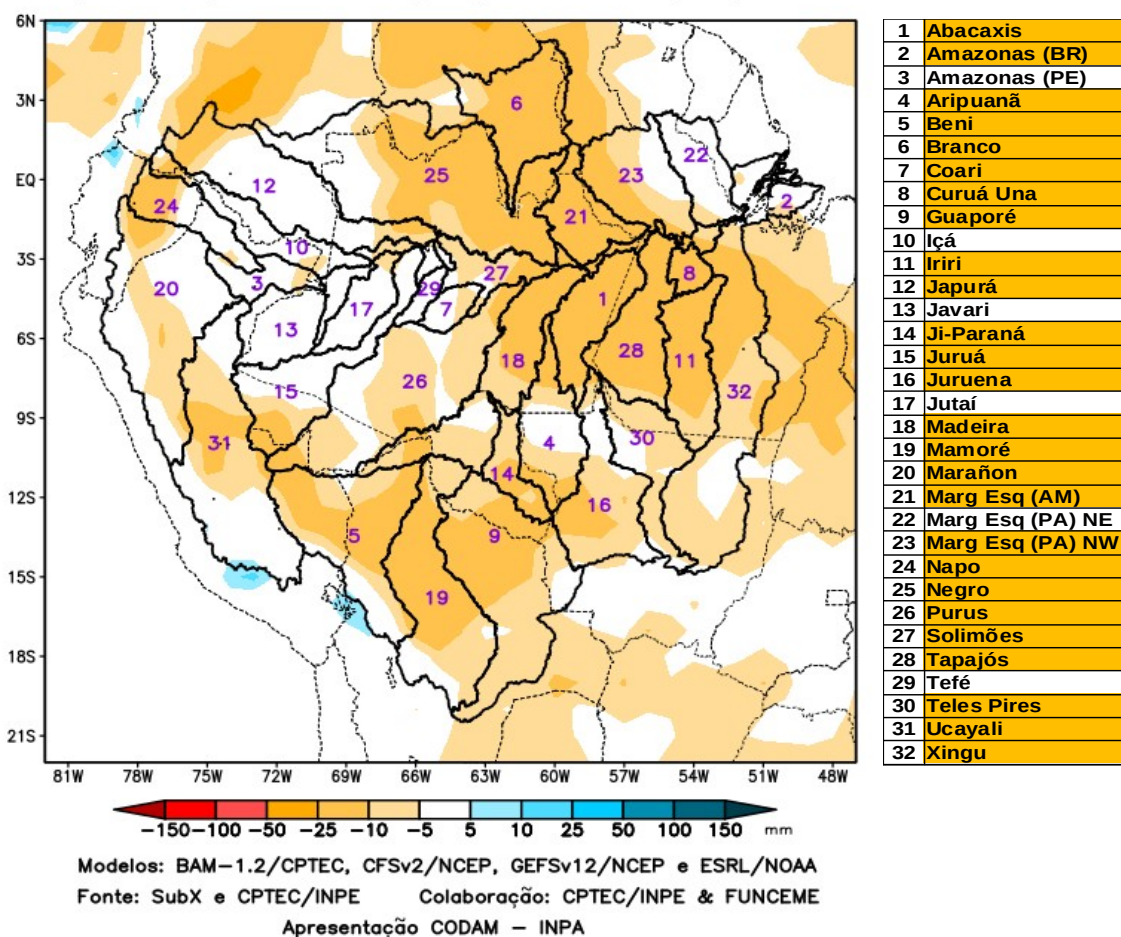 6N
3N
EQ
3S
6S
9S
12S
15S
18S
21S
81W 78W 75W 72W 69W 66W 63W 60W 57W 54W 51W 48W
6
22
25
12
23
24
21
2
10
27
8
3
29
20
1
17
7
13
28
18
11
26
15
32
31
4
30
14
16
5
9
19
1 Abacaxis
2 Amazonas (BR)
3 Amazonas (PE)
4 Aripuanã
5 Beni
6 Branco
7 Coari
8 Curuá Una
9 Guaporé
10 Içá
11 Iriri
12 Japurá
13 Javari
14 Ji-Paraná
15 Juruá
16 Juruena
17 Jutaí
18 Madeira
19 Mamoré
20 Marañon
21 Marg Esq (AM)
22 Marg Esq (PA) NE
23 Marg Esq (PA) NW
24 Napo
25 Negro
26 Purus
27 Solimões
28 Tapajós
29 Tefé
30 Teles Pires
31 Ucayali
32 Xingu
-150 -100 -50 -25 -10 -5 5 10 25 50 100 150 mm
Modelos: BAM-1.2/CPTEC, CFSv2/NCEP, GEFSv12/NCEP e ESRL/NOAA
Fonte: SubX e CPTEC/INPE Colaboração: CPTEC/INPE & FUNCEME
Apresentação CODAM - INPA